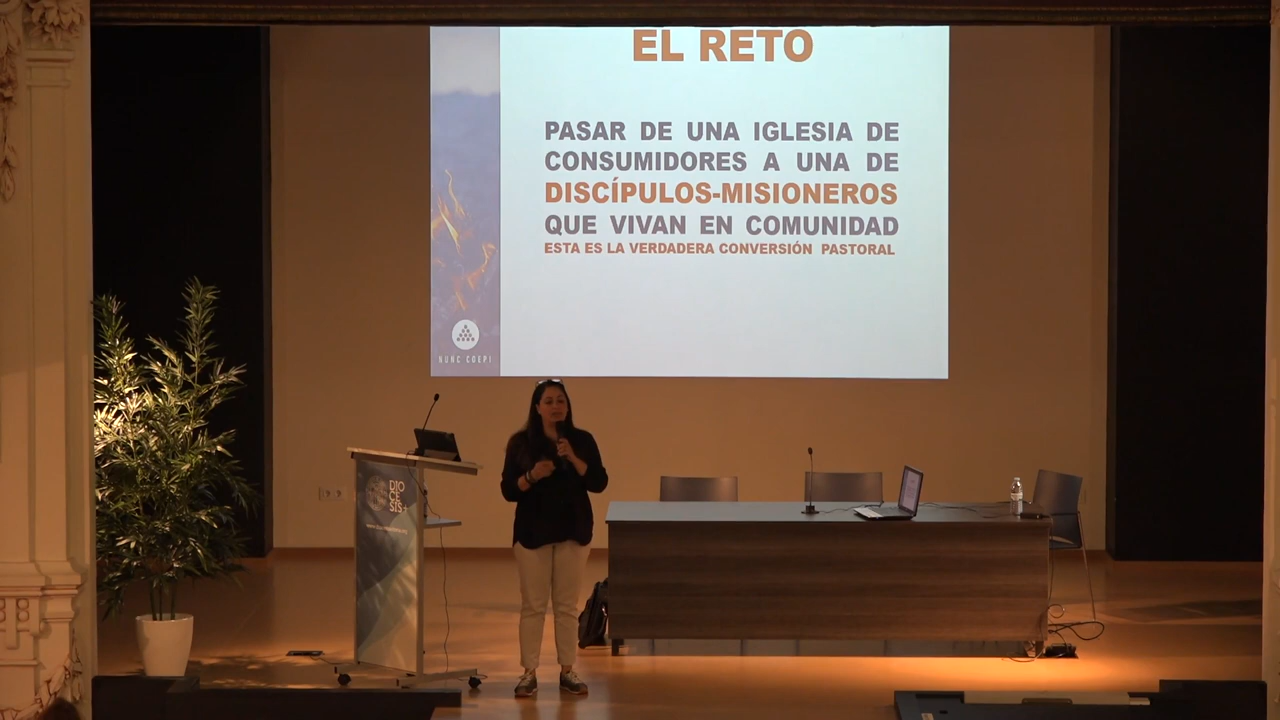 EL RETO
PASAR DE UNA IGLESIA DE
CONSUMIDORES A UNA DE
DISCÍPULOS-MISIONEROS
QUE VIVAN EN COMUNIDAD
ESTA ES LA VERDADERA CONVERSIÓN PASTORAL
NUNC COEPI
DIO
CE
SIS+